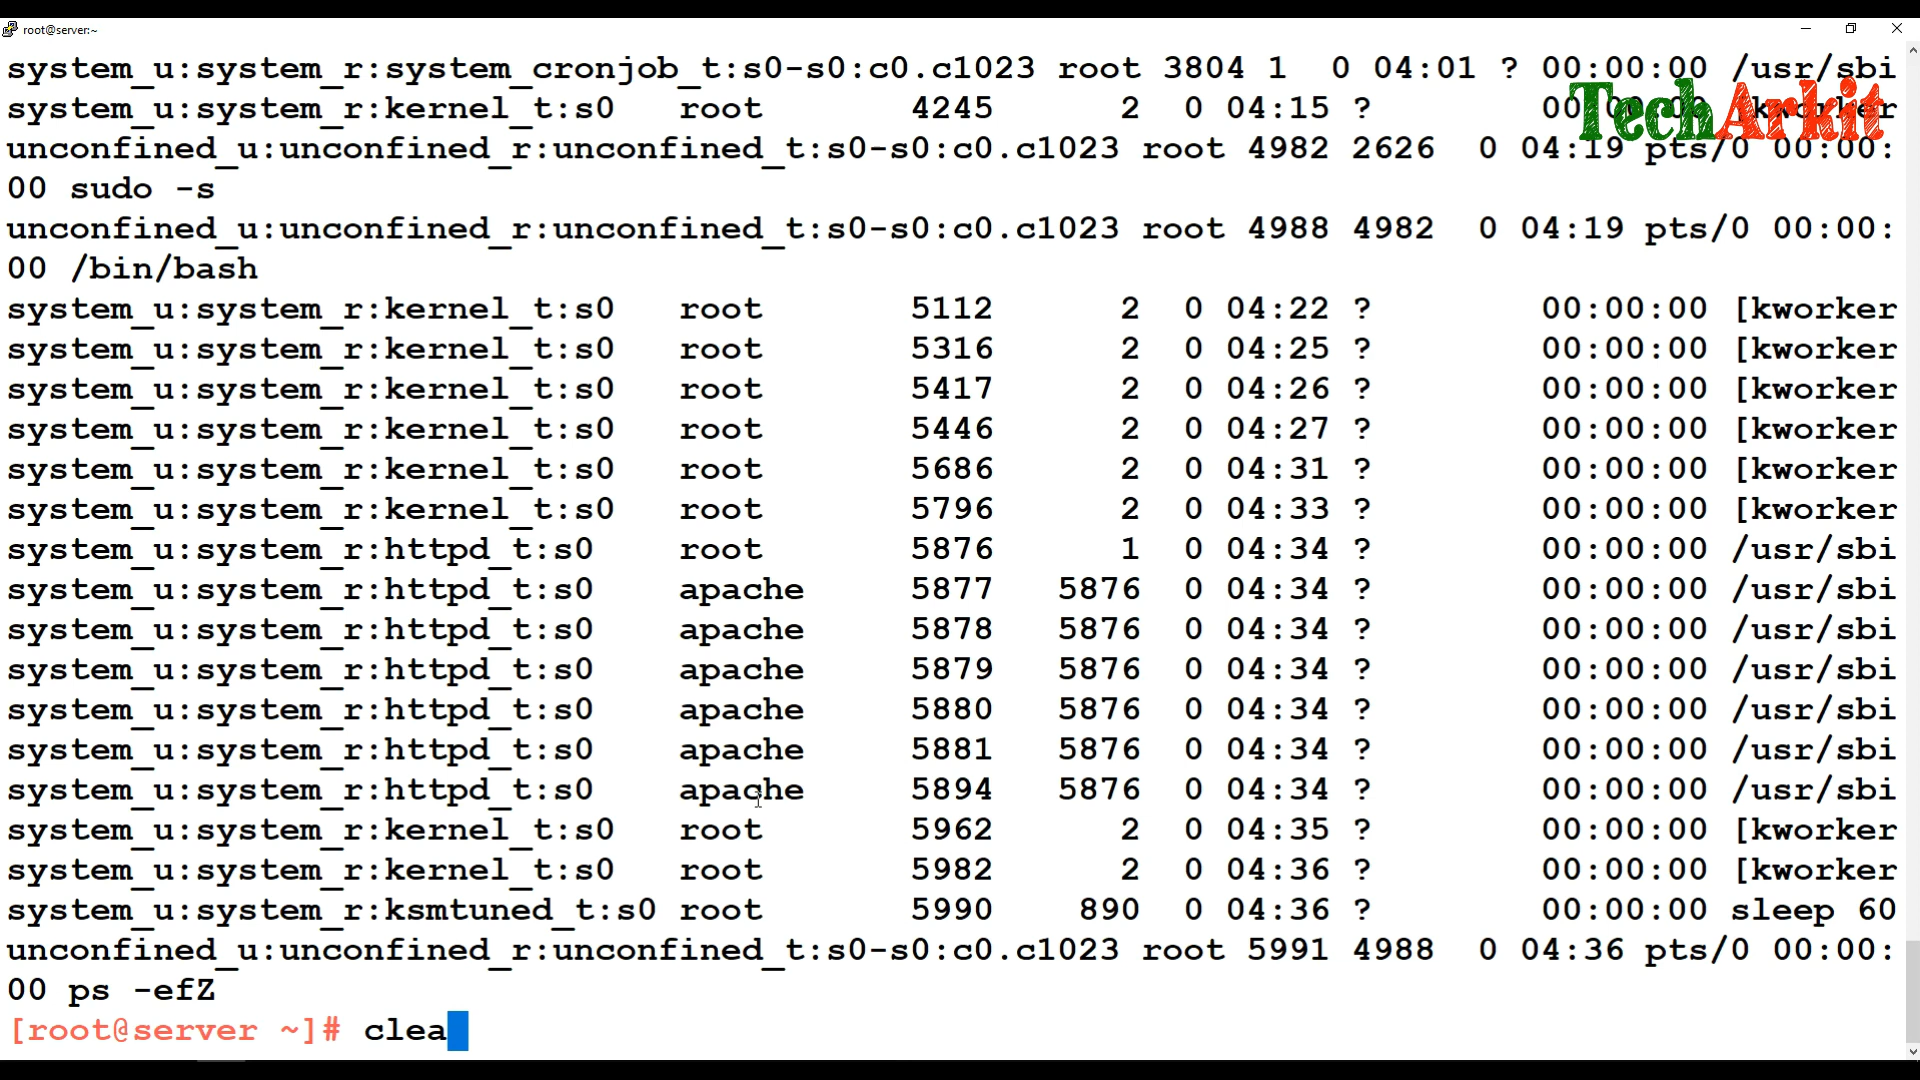 root@server:~
system_u:system_r:system_cronjob_t:s0-s0:c0.c1023 root 3804 1 0 04:01 ? 00:00:00 /usr/sbi
TechArkit
system_u:system_r:kernel_t:s0 root 4245 2 0 04:15 ? 00:00:00 [kworker
unconfined_u:unconfined_r:unconfined_t:s0-s0:c0.c1023 root 4982 2626 0 04:19 pts/0 00:00:
00 sudo -s
unconfined_u:unconfined_r:unconfined_t:s0-s0:c0.c1023 root 4988 4982 0 04:19 pts/0 00:00:
00 /bin/bash
system_u:system_r:kernel_t:s0 root 5112 2 0 04:22 ? 00:00:00 [kworker
system_u:system_r:kernel_t:s0 root 5316 2 0 04:25 ? 00:00:00 [kworker
system_u:system_r:kernel_t:s0 root 5417 2 0 04:26 ? 00:00:00 [kworker
system_u:system_r:kernel_t:s0 root 5446 2 0 04:27 ? 00:00:00 [kworker
system_u:system_r:kernel_t:s0 root 5686 2 0 04:31 ? 00:00:00 [kworker
system_u:system_r:kernel_t:s0 root 5796 2 0 04:33 ? 00:00:00 [kworker
system_u:system_r:httpd_t:s0 root 5876 1 0 04:34 ? 00:00:00 /usr/sbi
system_u:system_r:httpd_t:s0 apache 5877 5876 0 04:34 ? 00:00:00 /usr/sbi
system_u:system_r:httpd_t:s0 apache 5878 5876 0 04:34 ? 00:00:00 /usr/sbi
system_u:system_r:httpd_t:s0 apache 5879 5876 0 04:34 ? 00:00:00 /usr/sbi
system_u:system_r:httpd_t:s0 apache 5880 5876 0 04:34 ? 00:00:00 /usr/sbi
system_u:system_r:httpd_t:s0 apache 5881 5876 0 04:34 ? 00:00:00 /usr/sbi
system_u:system_r:httpd_t:s0 apache 5894 5876 0 04:34 ? 00:00:00 /usr/sbi
system_u:system_r:kernel_t:s0 root 5962 2 0 04:35 ? 00:00:00 [kworker
system_u:system_r:kernel_t:s0 root 5982 2 0 04:36 ? 00:00:00 [kworker
system_u:system_r:ksmtuned_t:s0 root 5990 890 0 04:36 ? 00:00:00 sleep 60
unconfined_u:unconfined_r:unconfined_t:s0-s0:c0.c1023 root 5991 4988 0 04:36 pts/0 00:00:
00 ps -efZ
[root@server ~]# clea